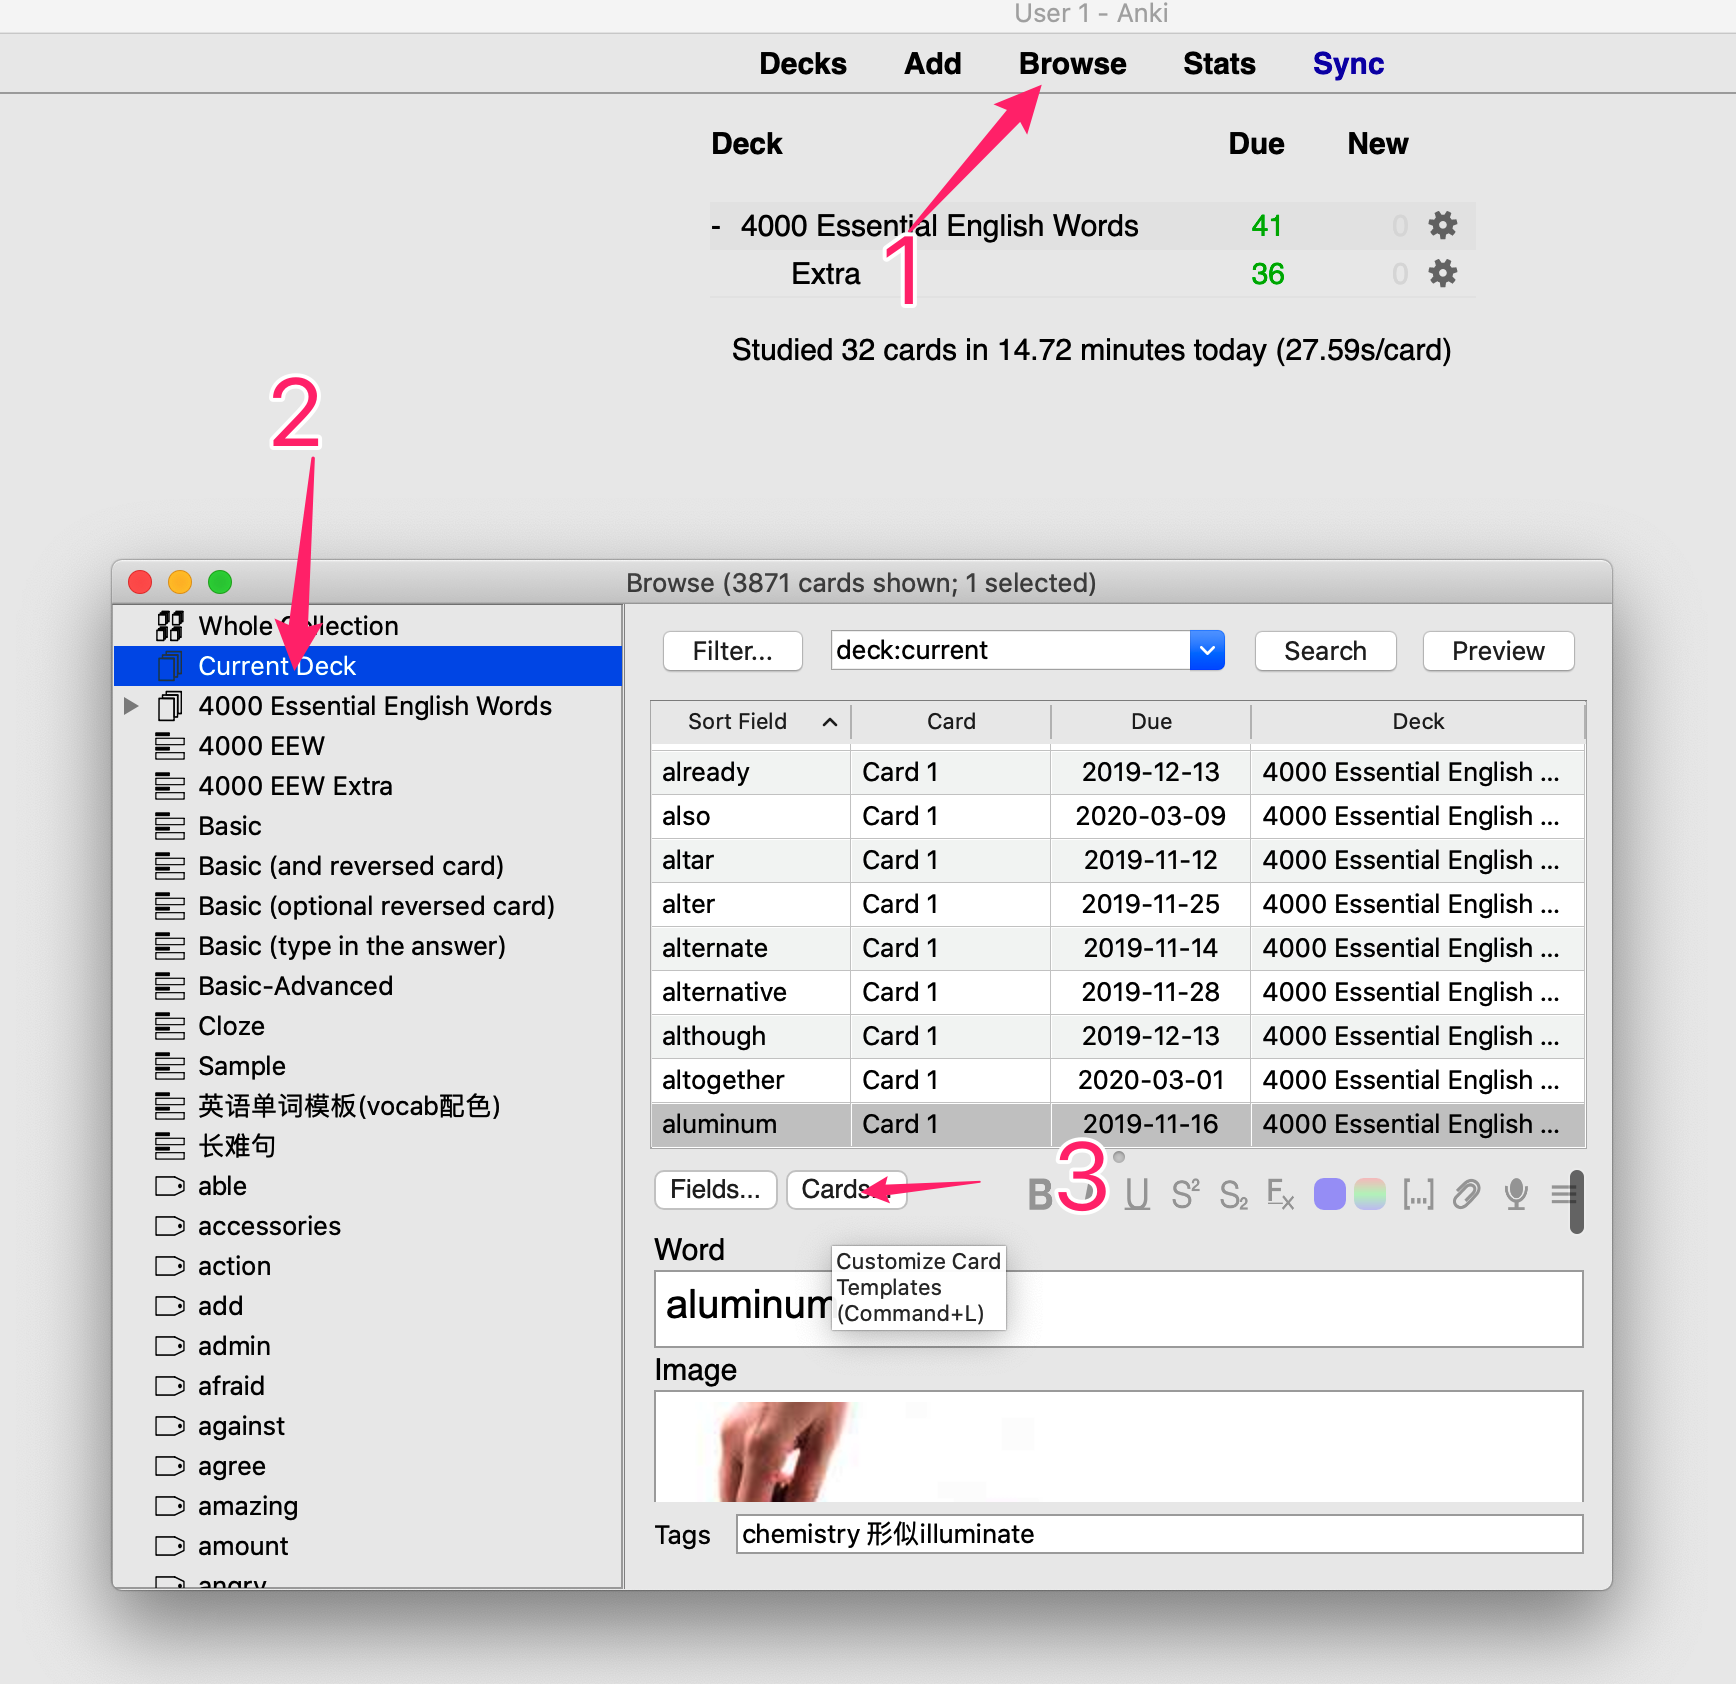 User 1 - Anki
Decks Add Browse Stats Sync
Deck Due New
- 4000 Essential English Words 41 0
Extra 36 0
1
Studied 32 cards in 14.72 minutes today (27.59s/card)
2
Browse (3871 cards shown; 1 selected)
Whole Collection
Current Deck
4000 Essential English Words
4000 EEW
4000 EEW Extra
Basic
Basic (and reversed card)
Basic (optional reversed card)
Basic (type in the answer)
Basic-Advanced
Cloze
Sample
英语单词模板(vocab配色)
长难句
able
accessories
action
add
admin
afraid
against
agree
amazing
amount
angry
Filter... deck:current Search Preview
Sort Field Card Due Deck
already Card 1 2019-12-13 4000 Essential English ...
also Card 1 2020-03-09 4000 Essential English ...
altar Card 1 2019-11-12 4000 Essential English ...
alter Card 1 2019-11-25 4000 Essential English ...
alternate Card 1 2019-11-14 4000 Essential English ...
alternative Card 1 2019-11-28 4000 Essential English ...
although Card 1 2019-12-13 4000 Essential English ...
altogether Card 1 2020-03-01 4000 Essential English ...
aluminum Card 1 2019-11-16 4000 Essential English ...
3
Fields... Cards... B U S² S₂ Fx [...]
Word
aluminum
Customize Card
Templates
(Command+L)
Image
Tags chemistry 形似illuminate